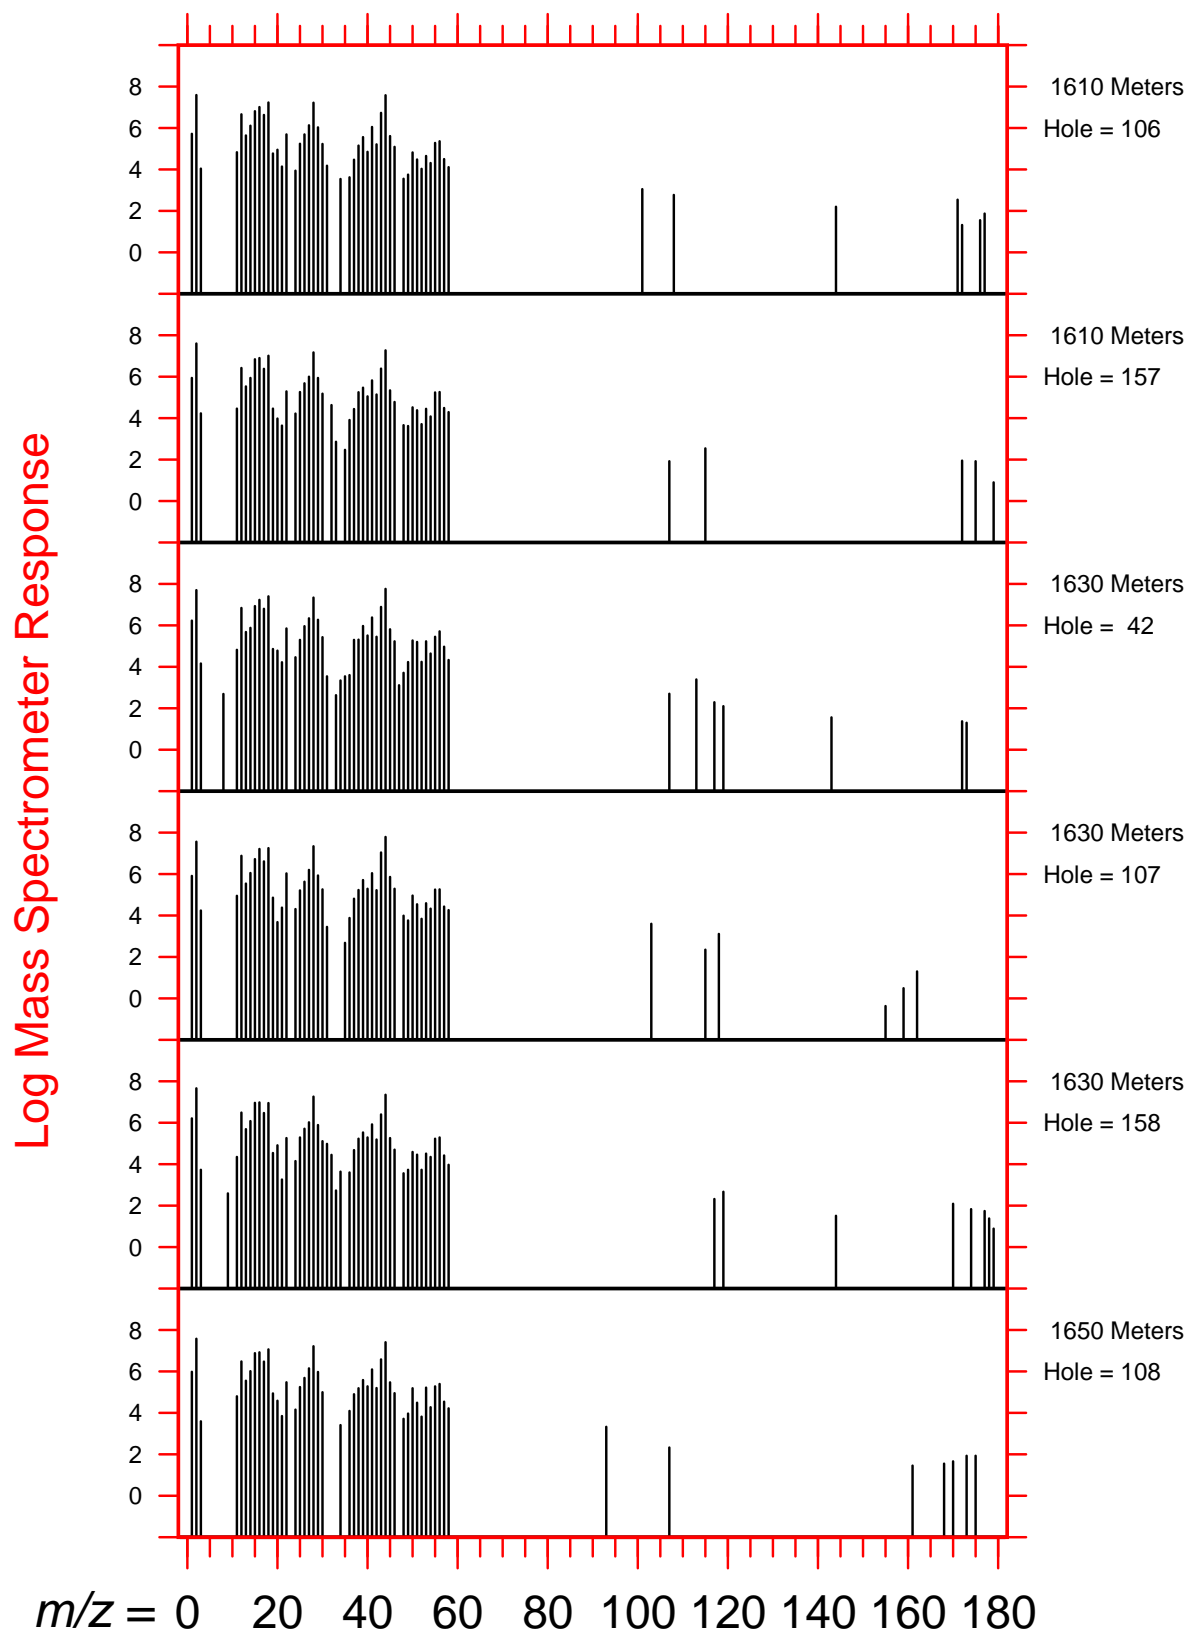 8
6
4
2
0
1610 Meters
Hole = 106
8
6
4
2
0
1610 Meters
Hole = 157
8
6
4
2
0
1630 Meters
Hole =  42
8
6
4
2
0
1630 Meters
Hole = 107
8
6
4
2
0
1630 Meters
Hole = 158
8
6
4
2
0
1650 Meters
Hole = 108
Log Mass Spectrometer Response
m/z = 0 20 40 60 80 100 120 140 160 180